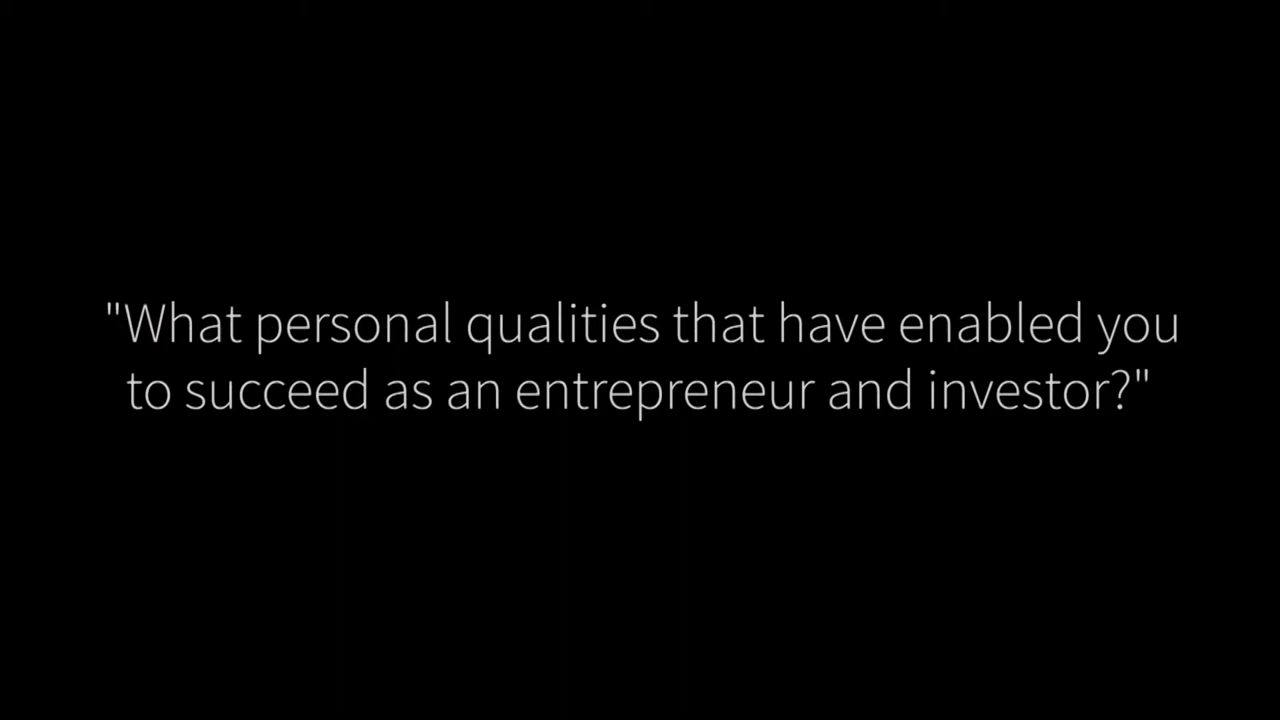 "What personal qualities that have enabled you
to succeed as an entrepreneur and investor?"